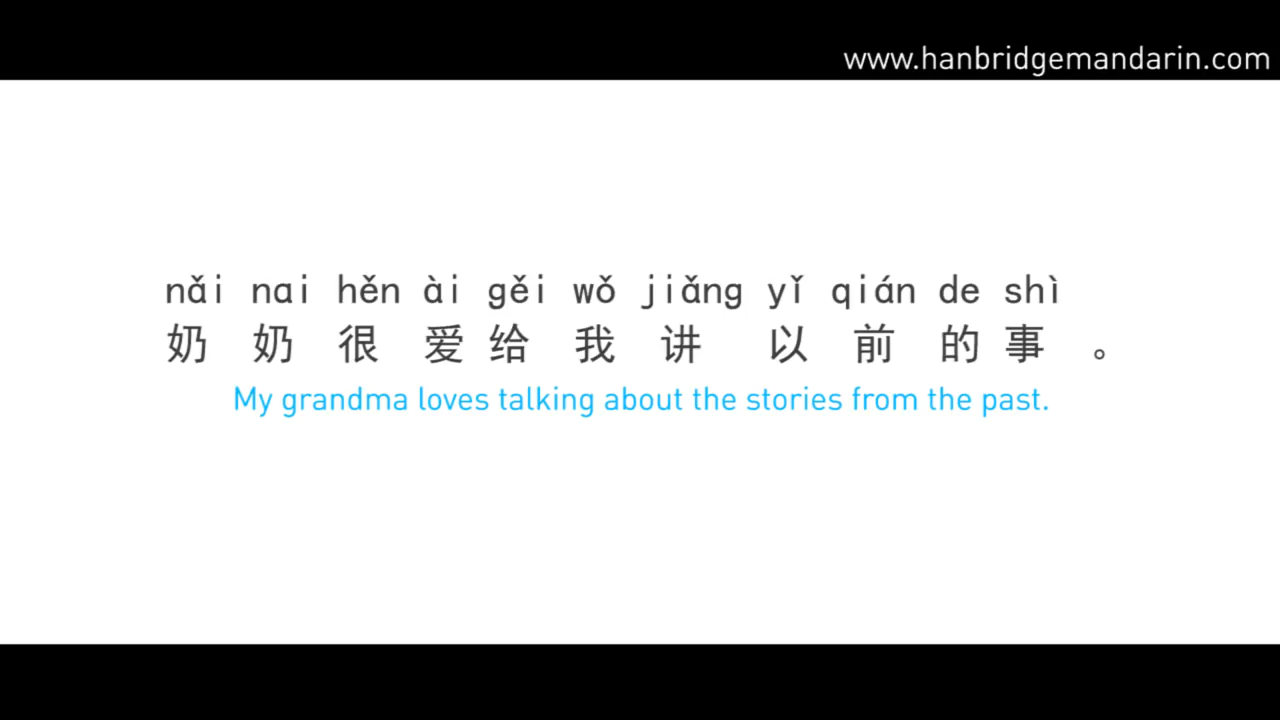 www.hanbridgemandarin.com
nǎi nai hěn ài gěi wǒ jiǎng yǐ qián de shì
奶 奶 很 爱 给 我 讲 以 前 的 事 。
My grandma loves talking about the stories from the past.